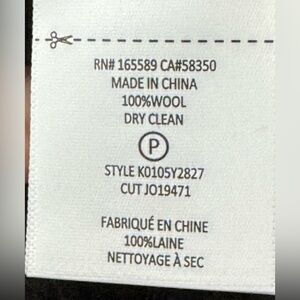 RN# 165589 CA#58350
MADE IN CHINA
100%WOOL
DRY CLEAN
P
STYLE K0105Y2827
CUT JO19471
FABRIQUÉ EN CHINE
100%LAINE
NETTOYAGE À SEC